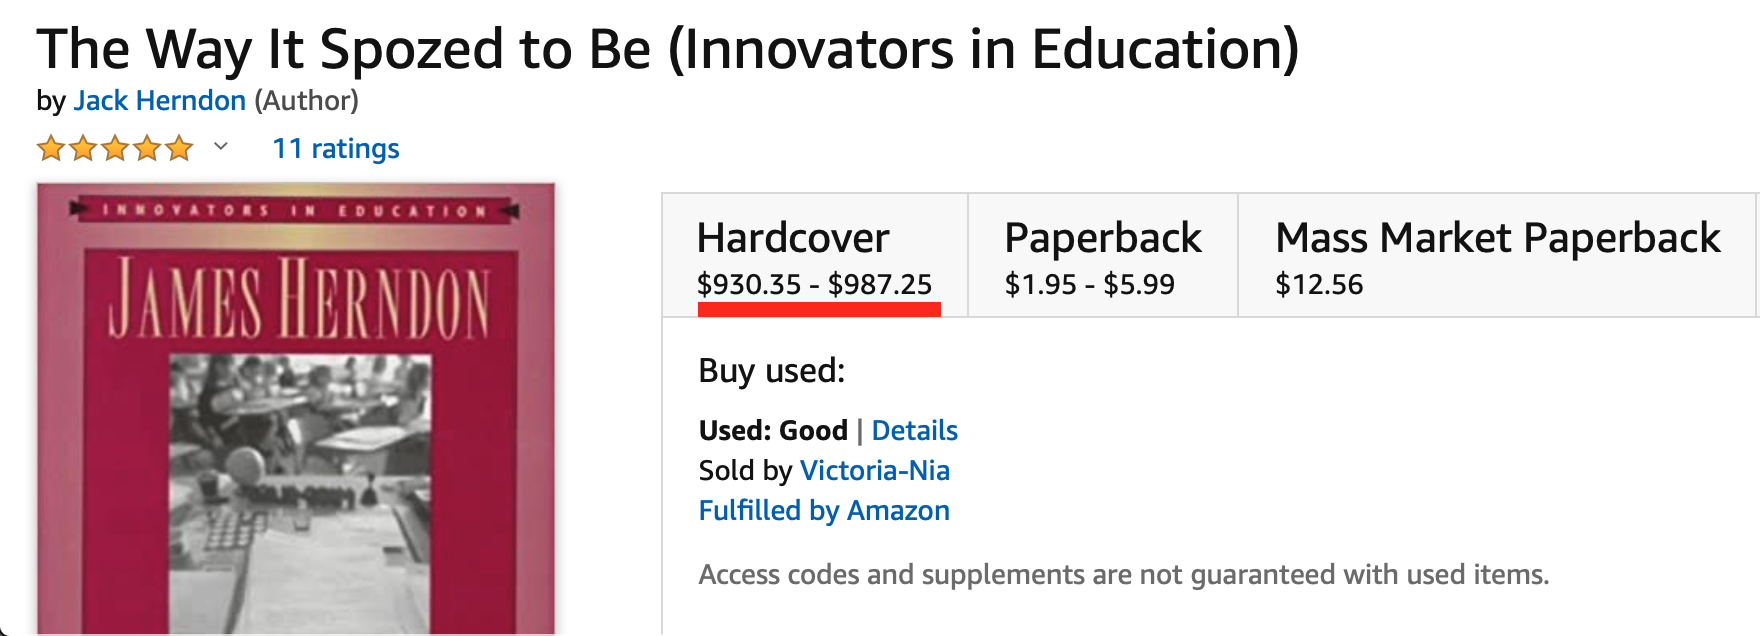 The Way It Spozed to Be (Innovators in Education)
by Jack Herndon (Author)
11 ratings
INNOVATORS IN EDUCATION
JAMES HERNDON
Hardcover
$930.35 - $987.25
Paperback
$1.95 - $5.99
Mass Market Paperback
$12.56
Buy used:
Used: Good | Details
Sold by Victoria-Nia
Fulfilled by Amazon
Access codes and supplements are not guaranteed with used items.